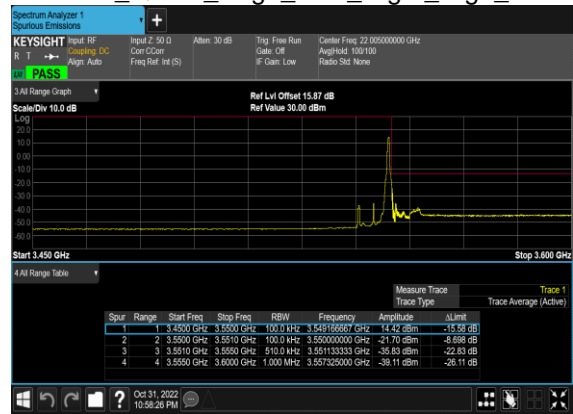 Spectrum Analyzer 1
Spurious Emissions
+
KEYSIGHT Input: RF Input Z: 50 Ω Atten: 30 dB Trig: Free Run Center Freq: 22.005000000 GHz
R T Coupling: DC Corr CCorr Gate: Off Avg|Hold: 100/100
Align: Auto Freq Ref: Int (S) IF Gain: Low Radio Std: None
PASS
3 All Range Graph
Ref Lvl Offset 15.87 dB
Scale/Div 10.0 dB Ref Value 30.00 dBm
Log
20.0
10.0
0.00
-10.0
-20.0
-30.0
-40.0
-50.0
-60.0
Start 3.450 GHz Stop 3.600 GHz
4 All Range Table
Measure Trace Trace 1
Trace Type Trace Average (Active)
Spur Range Start Freq Stop Freq RBW Frequency Amplitude ΔLimit
1 1 3.4500 GHz 3.5500 GHz 100.0 kHz 3.549166667 GHz 14.42 dBm -15.58 dB
2 2 3.5500 GHz 3.5510 GHz 100.0 kHz 3.550000000 GHz -21.70 dBm -8.698 dB
3 3 3.5510 GHz 3.5550 GHz 510.0 kHz 3.551133333 GHz -35.83 dBm -22.83 dB
4 4 3.5550 GHz 3.6000 GHz 1.000 MHz 3.557325000 GHz -39.11 dBm -26.11 dB
? Oct 31, 2022
10:58:26 PM